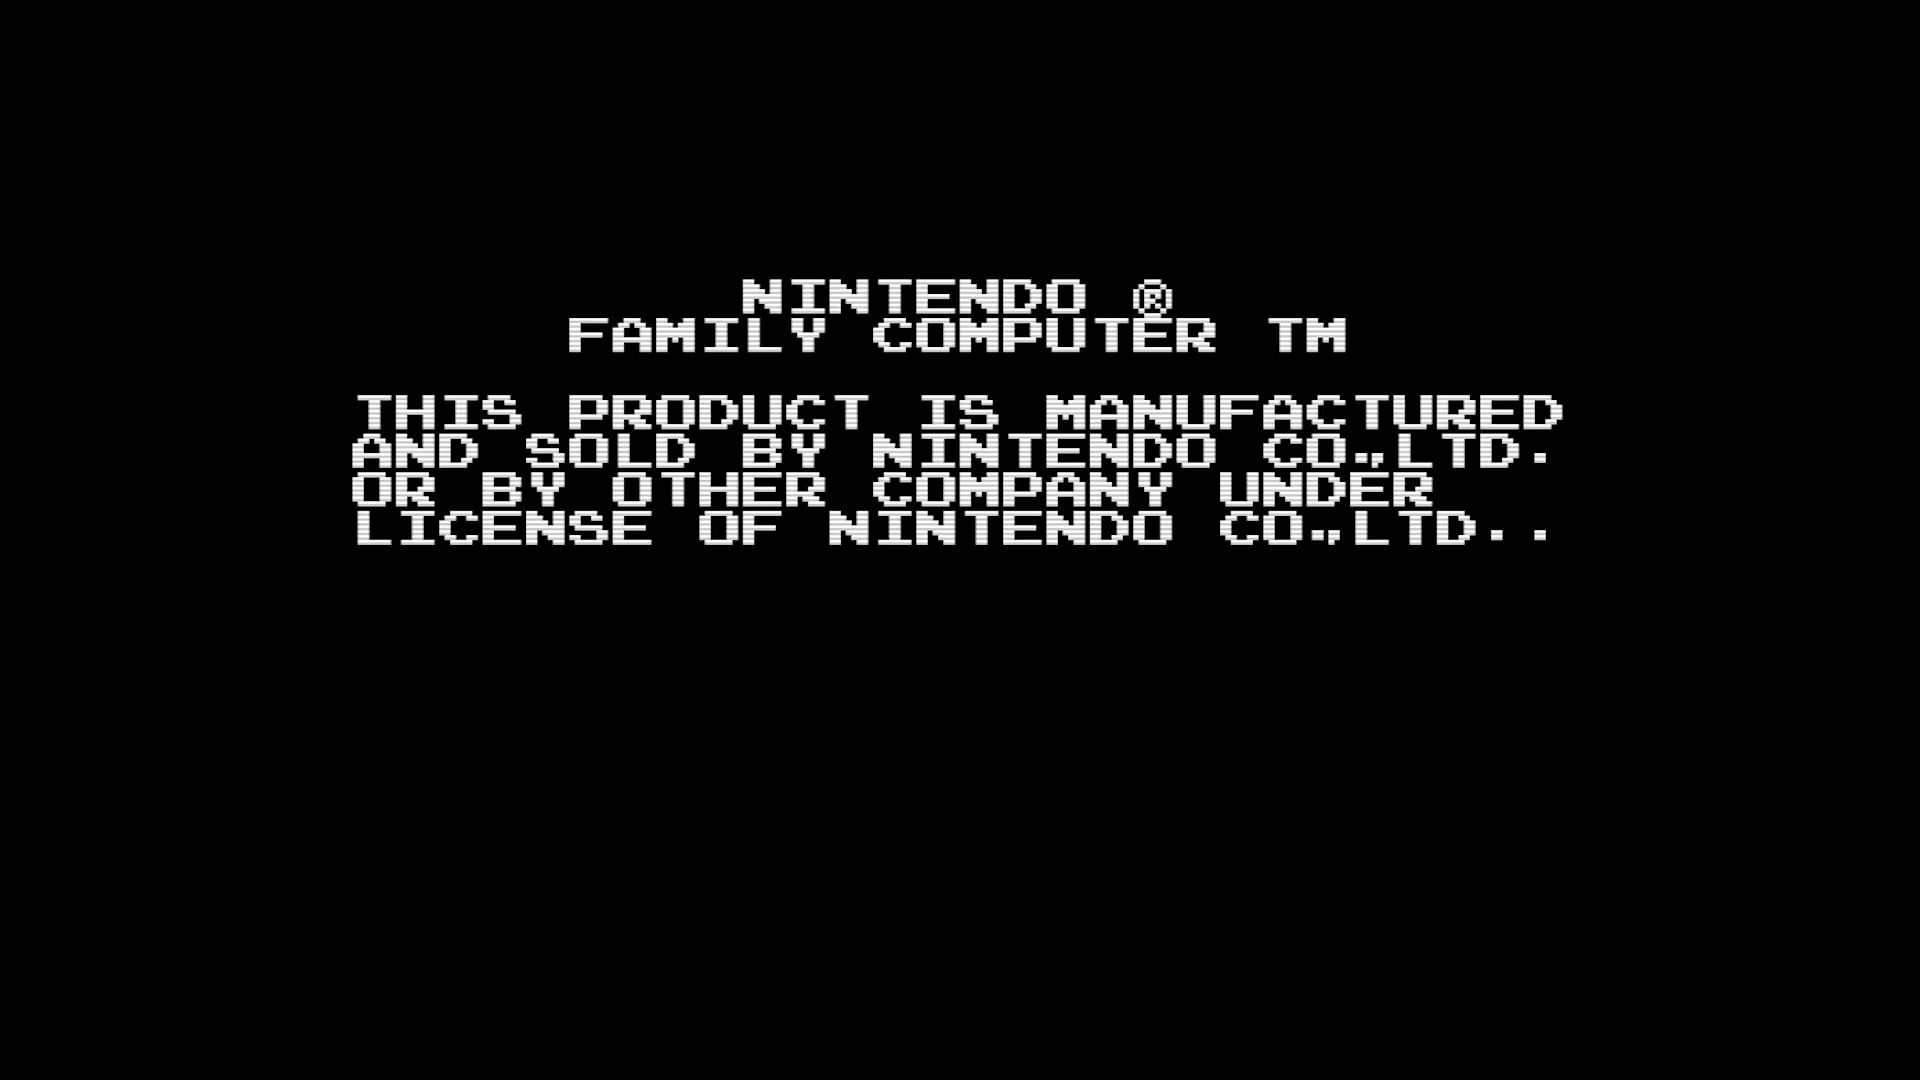 NINTENDO ®
FAMILY COMPUTER TM
THIS PRODUCT IS MANUFACTURED
AND SOLD BY NINTENDO CO.,LTD.
OR BY OTHER COMPANY UNDER
LICENSE OF NINTENDO CO.,LTD..